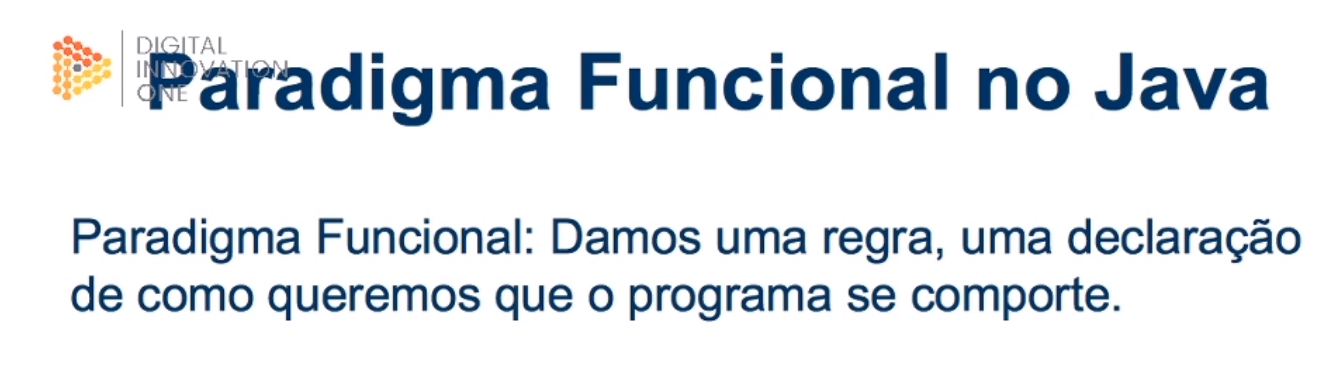 DIGITAL
INNOVATION
ONE
Paradigma Funcional no Java
Paradigma Funcional: Damos uma regra, uma declaração
de como queremos que o programa se comporte.